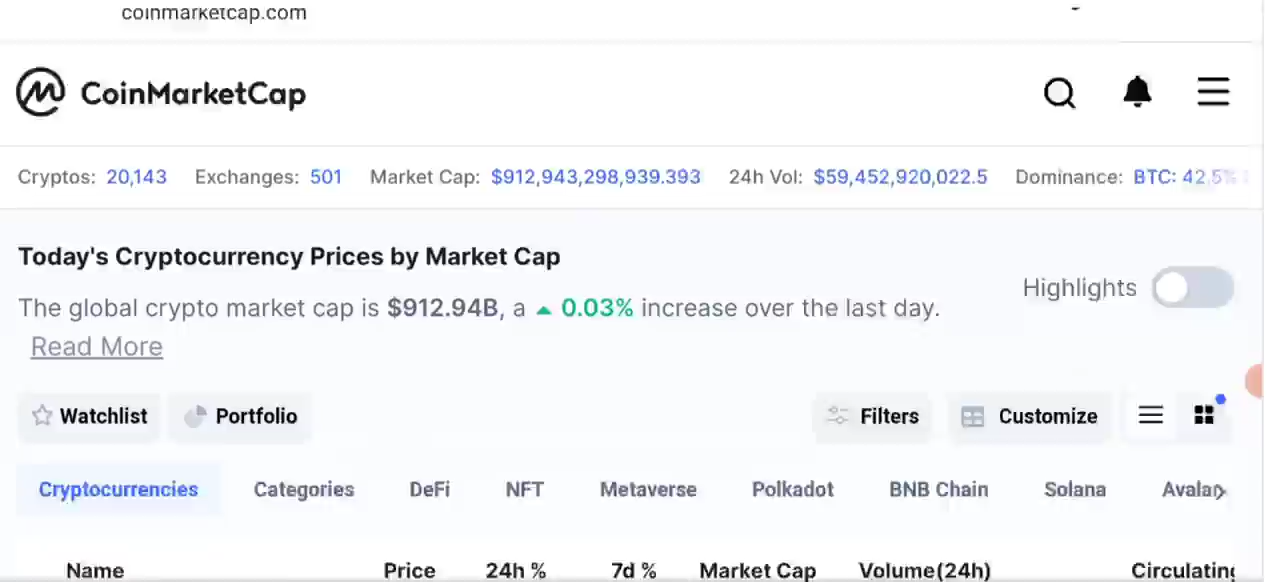 coinmarketcap.com
CoinMarketCap
Cryptos: 20,143 Exchanges: 501 Market Cap: $912,943,298,939.393 24h Vol: $59,452,920,022.5 Dominance: BTC: 42.5%
Today's Cryptocurrency Prices by Market Cap
Highlights
The global crypto market cap is $912.94B, a 0.03% increase over the last day.
Read More
Watchlist Portfolio Filters Customize
Cryptocurrencies Categories DeFi NFT Metaverse Polkadot BNB Chain Solana
Name Price 24h % 7d % Market Cap Volume(24h) Circulating